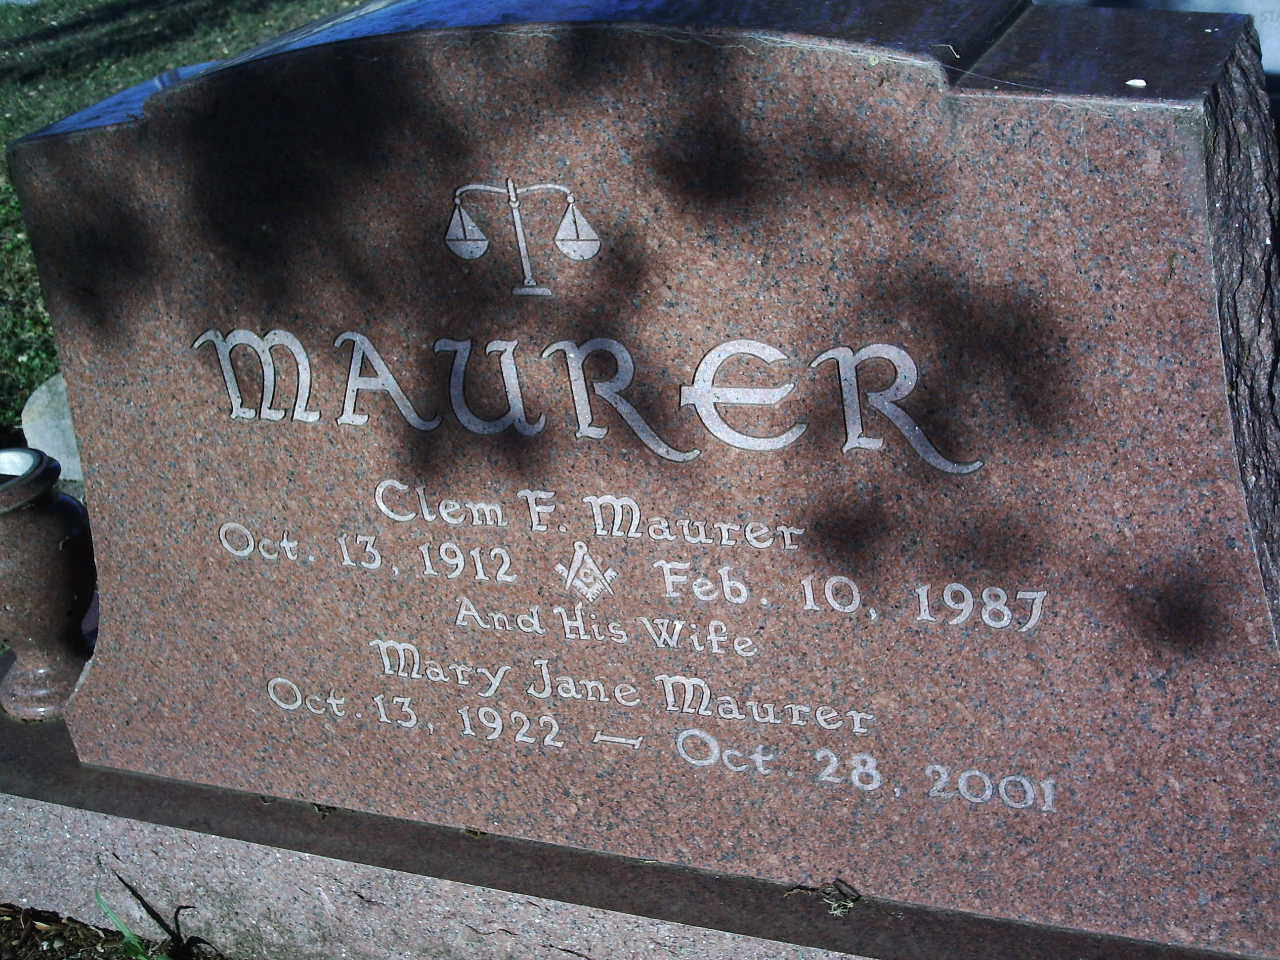 MAURER
Clem F. Maurer
Oct. 13, 1912 G Feb. 10, 1987
And His Wife
Mary Jane Maurer
Oct. 13, 1922 — Oct. 28, 2001